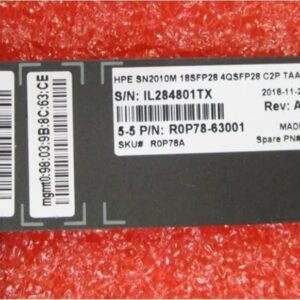 HPE SN2010M 18SFP28 4QSFP28 C2P TAA
S/N: IL284801TX
2018-11-2
Rev: A
5-5 P/N: R0P78-63001
MADE
SKU# R0P78A
Spare PN#
mgmt0:98:03:9B:8C:63:CE